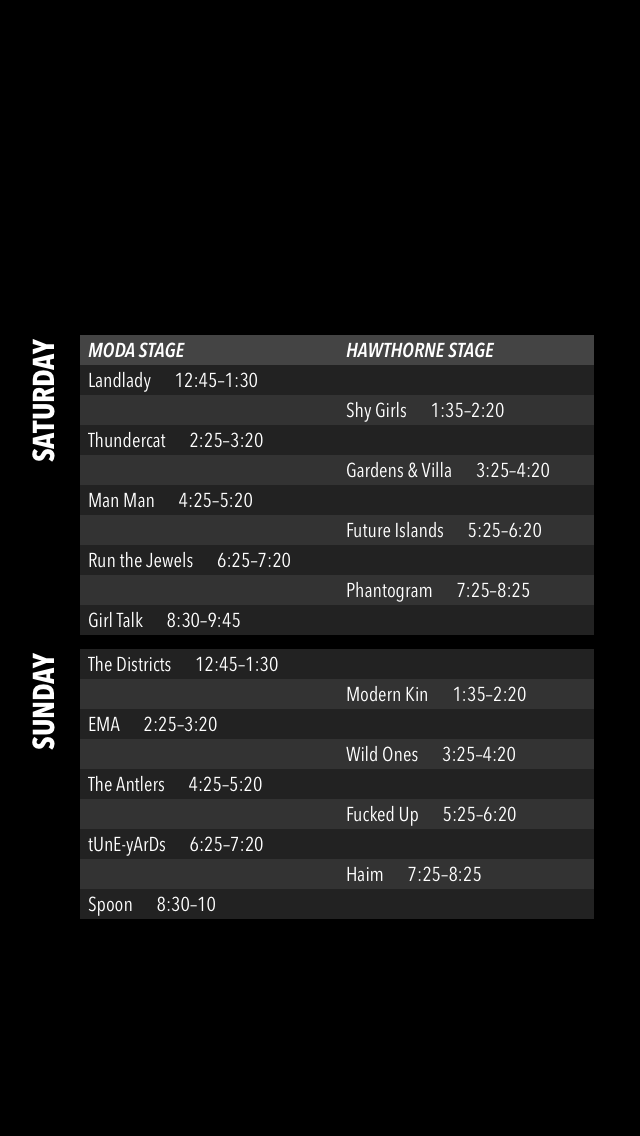 SATURDAY
MODA STAGE HAWTHORNE STAGE
Landlady 12:45–1:30
Shy Girls 1:35–2:20
Thundercat 2:25–3:20
Gardens & Villa 3:25–4:20
Man Man 4:25–5:20
Future Islands 5:25–6:20
Run the Jewels 6:25–7:20
Phantogram 7:25–8:25
Girl Talk 8:30–9:45
SUNDAY
The Districts 12:45–1:30
Modern Kin 1:35–2:20
EMA 2:25–3:20
Wild Ones 3:25–4:20
The Antlers 4:25–5:20
Fucked Up 5:25–6:20
tUnE-yArDs 6:25–7:20
Haim 7:25–8:25
Spoon 8:30–10